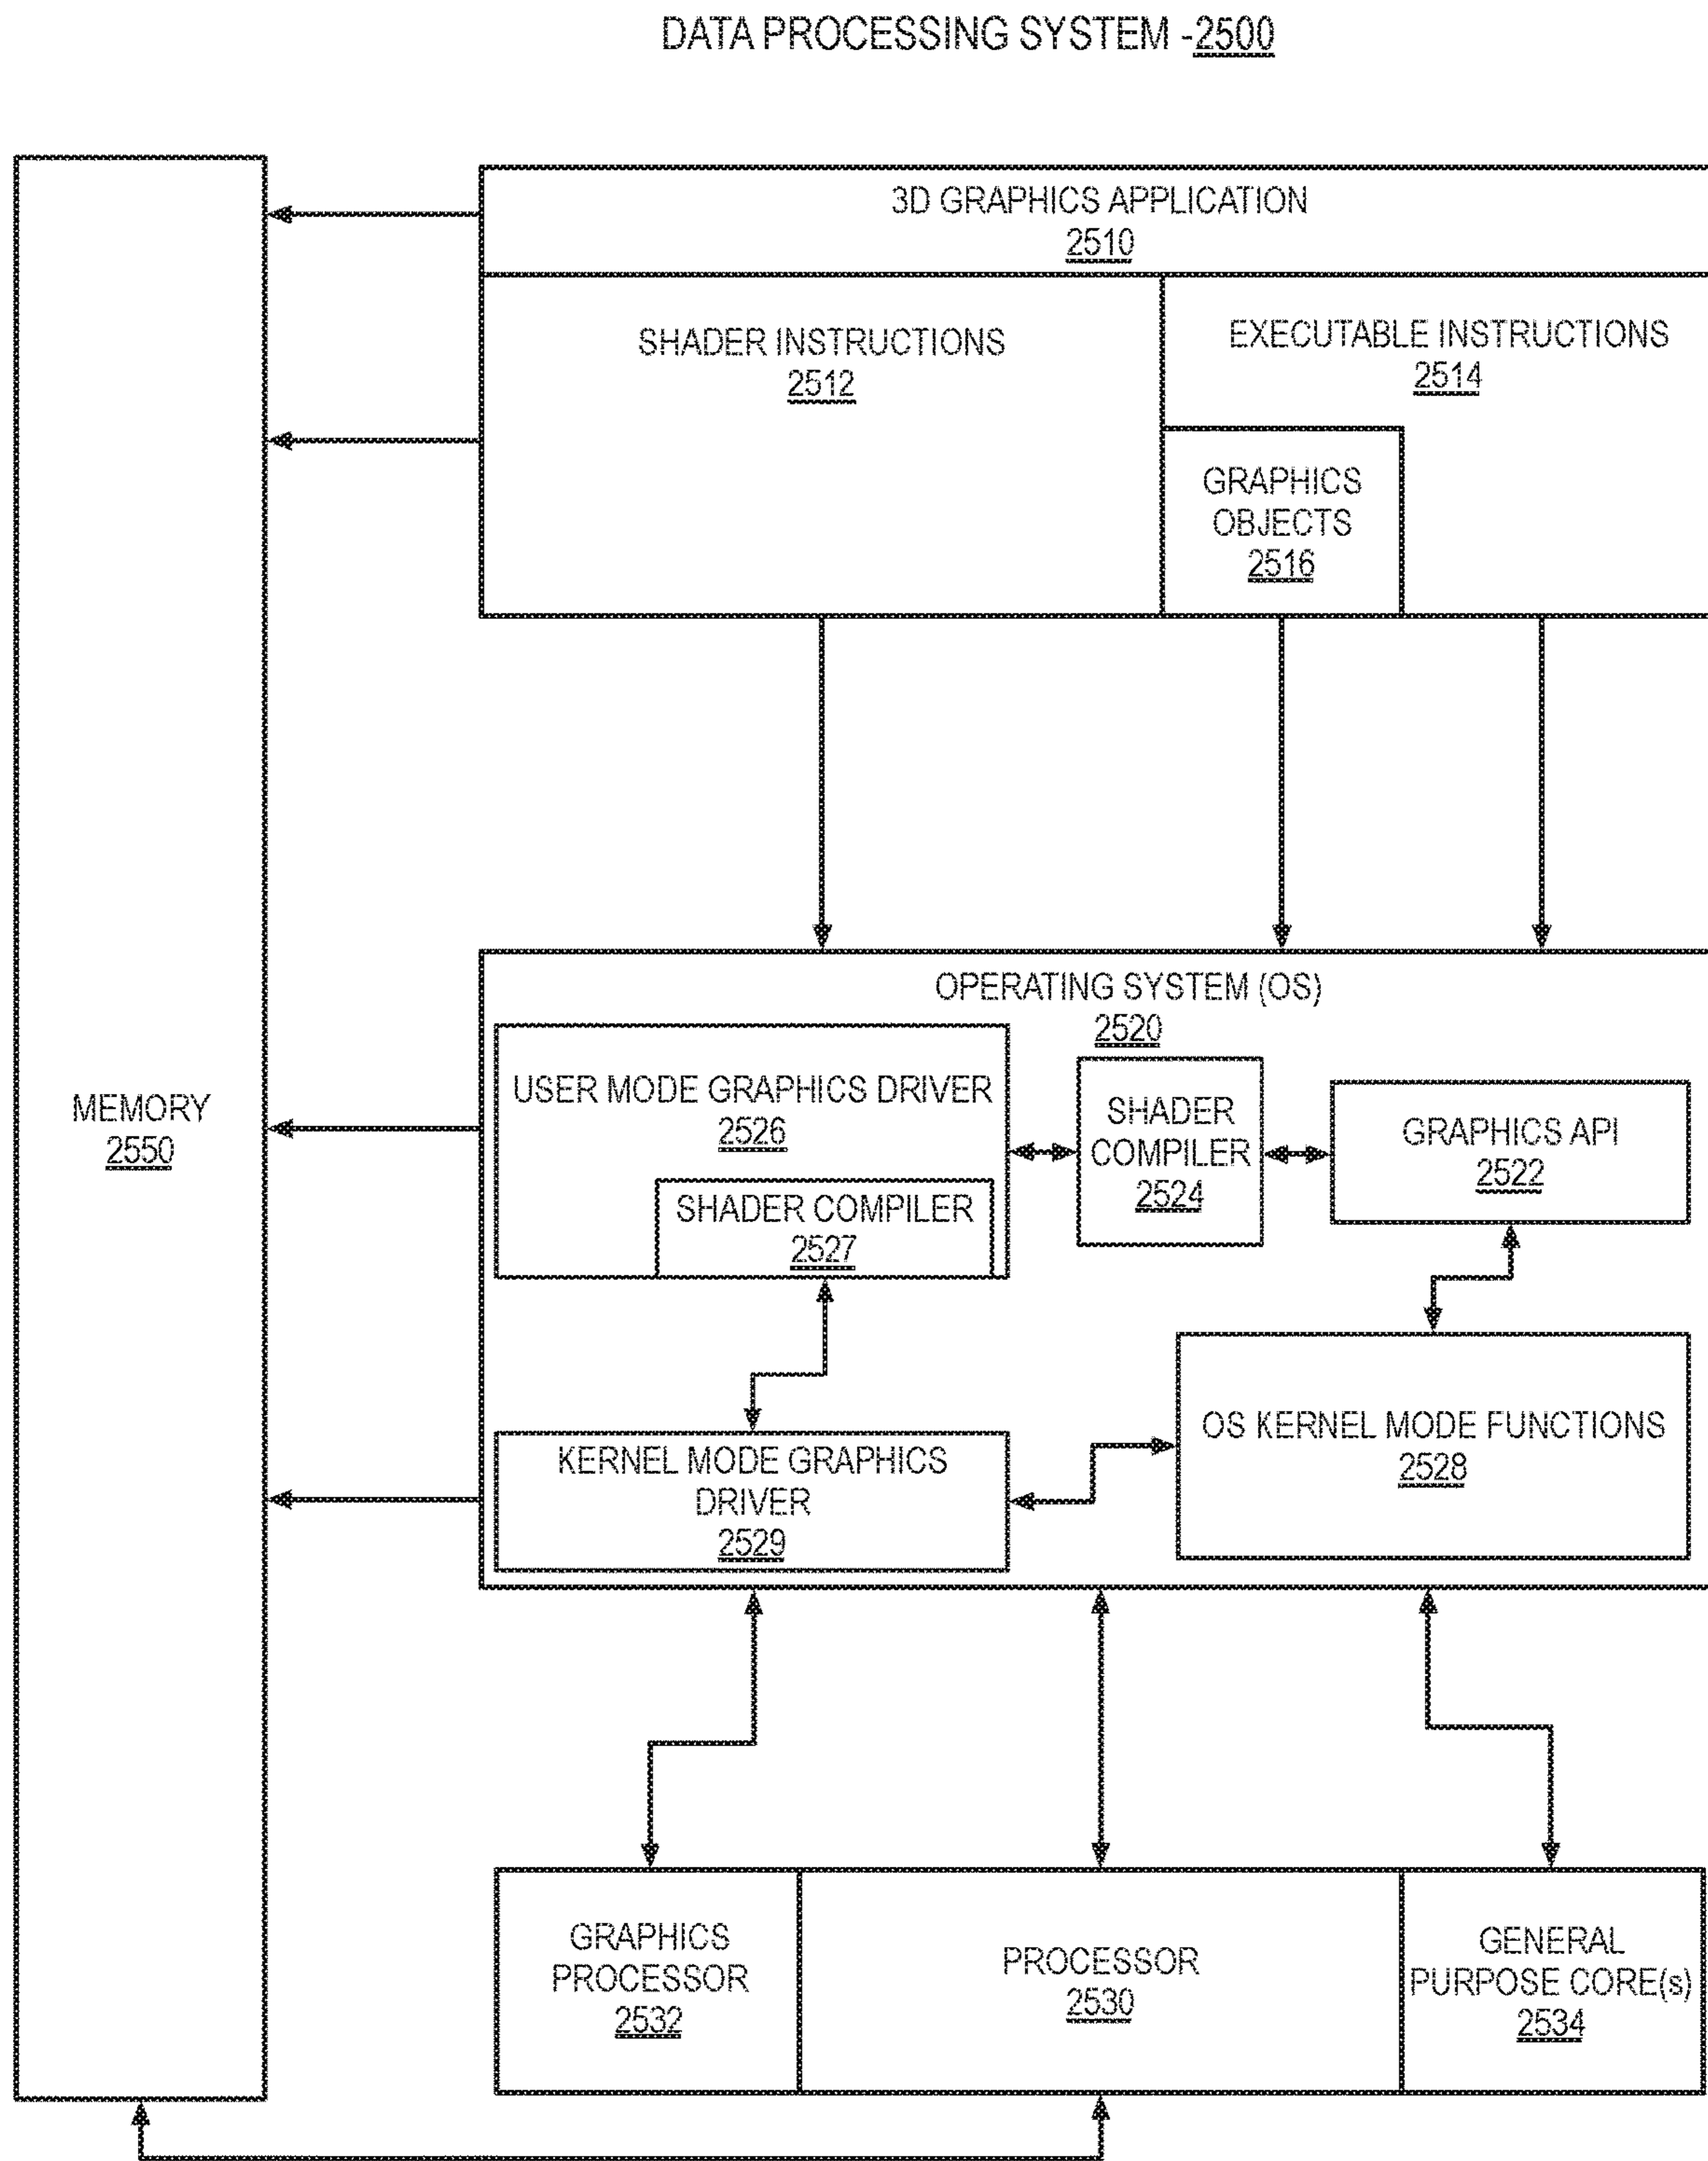 DATA PROCESSING SYSTEM -2500
3D GRAPHICS APPLICATION
2510
SHADER INSTRUCTIONS
2512
EXECUTABLE INSTRUCTIONS
2514
GRAPHICS
OBJECTS
2516
OPERATING SYSTEM (OS)
2520
USER MODE GRAPHICS DRIVER
2526
SHADER COMPILER
2527
SHADER
COMPILER
2524
GRAPHICS API
2522
MEMORY
2550
KERNEL MODE GRAPHICS
DRIVER
2529
OS KERNEL MODE FUNCTIONS
2528
GRAPHICS
PROCESSOR
2532
PROCESSOR
2530
GENERAL
PURPOSE CORE(s)
2534